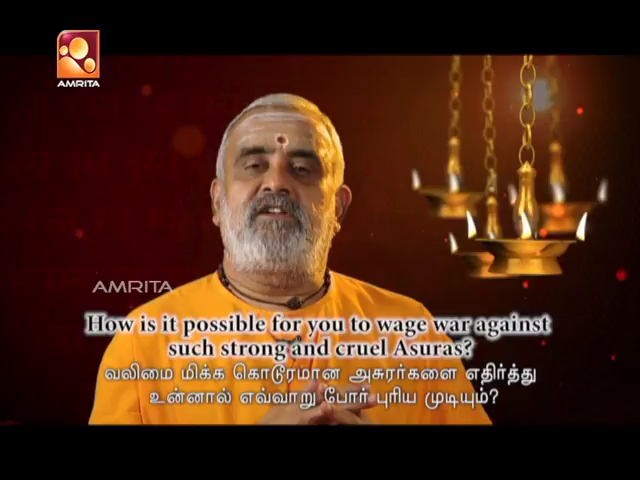 AMRITA
AMRITA
How is it possible for you to wage war against
such strong and cruel Asuras?
வலிமை மிக்க கொடூரமான அசுரர்களை எதிர்த்து
உன்னால் எவ்வாறு போர் புரிய முடியும்?